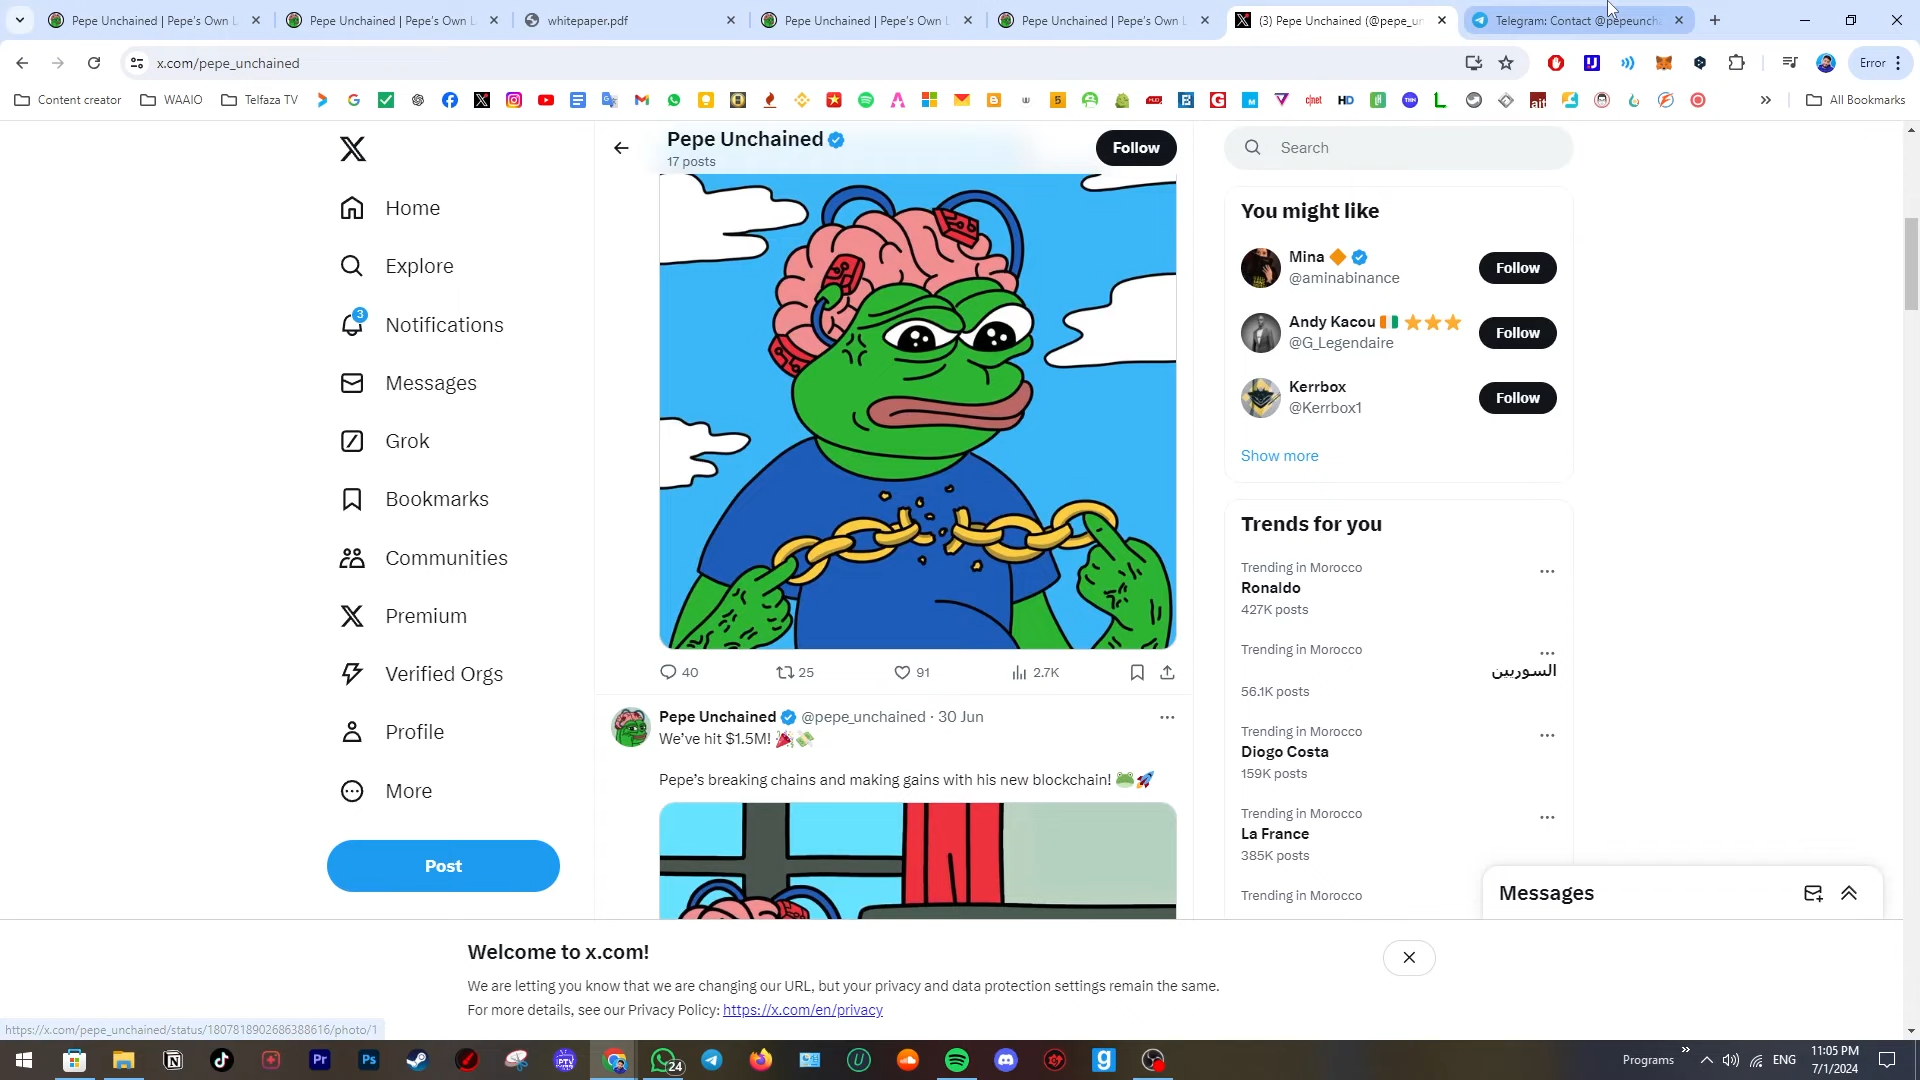 Pepe Unchained | Pepe's Own L
Pepe Unchained | Pepe's Own L
whitepaper.pdf
Pepe Unchained | Pepe's Own L
Pepe Unchained | Pepe's Own L
(3) Pepe Unchained (@pepe_un
Telegram: Contact @pepeuncha
x.com/pepe_unchained
Error
Content creator
WAAIO
Telfaza TV
All Bookmarks
Pepe Unchained
17 posts
Follow
Search
Home
Explore
3
Notifications
Messages
Grok
Bookmarks
Communities
Premium
Verified Orgs
Profile
More
Post
40
25
91
2.7K
Pepe Unchained @pepe_unchained · 30 Jun
We've hit $1.5M!
Pepe's breaking chains and making gains with his new blockchain!
You might like
Mina
@aminabinance
Follow
Andy Kacou
@G_Legendaire
Follow
Kerrbox
@Kerrbox1
Follow
Show more
Trends for you
Trending in Morocco
Ronaldo
427K posts
Trending in Morocco
السوريين
56.1K posts
Trending in Morocco
Diogo Costa
159K posts
Trending in Morocco
La France
385K posts
Trending in Morocco
Messages
Welcome to x.com!
We are letting you know that we are changing our URL, but your privacy and data protection settings remain the same.
For more details, see our Privacy Policy: https://x.com/en/privacy
https://x.com/pepe_unchained/status/1807818902686388616/photo/1
24
Programs
ENG
11:05 PM
7/1/2024